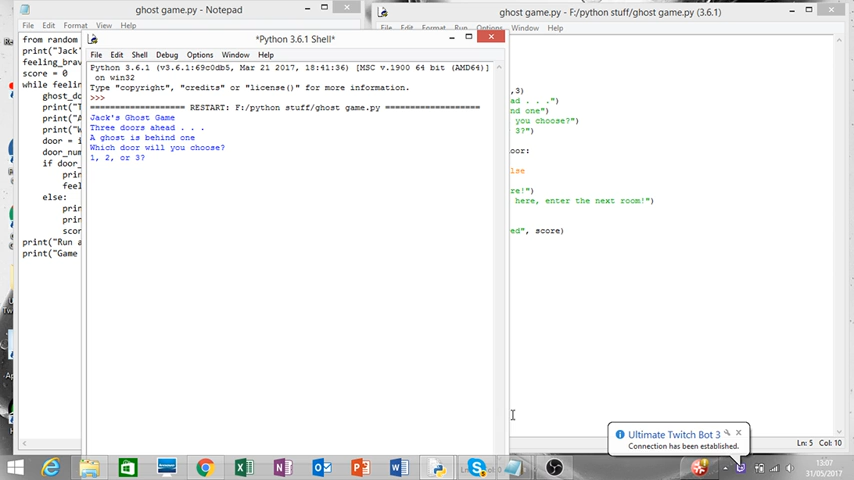 ghost game.py - Notepad
File Edit Format View Help
from random
print("Jack'
feeling_brav
score = 0
while feelin
ghost_do
print("T
print("A
print("W
door = i
door_num
if door_
prin
feel
else:
prin
prin
sco
print("Run a
print("Game
*Python 3.6.1 Shell*
File Edit Shell Debug Options Window Help
Python 3.6.1 (v3.6.1:69c0db5, Mar 21 2017, 18:41:36) [MSC v.1900 64 bit (AMD64)]
on win32
Type "copyright", "credits" or "license()" for more information.
>>>
=================== RESTART: F:/python stuff/ghost game.py ===================
Jack's Ghost Game
Three doors ahead . . .
A ghost is behind one
Which door will you choose?
1, 2, or 3?
ghost game.py - F:/python stuff/ghost game.py (3.6.1)
File Edit Format Run Options Window Help
,3)
ad . . .")
nd one")
you choose?")
3?")
oor:
lse
re!")
here, enter the next room!")
ed", score)
Ultimate Twitch Bot 3
Connection has been established.
Ln: 5 Col: 10
13:07
31/05/2017